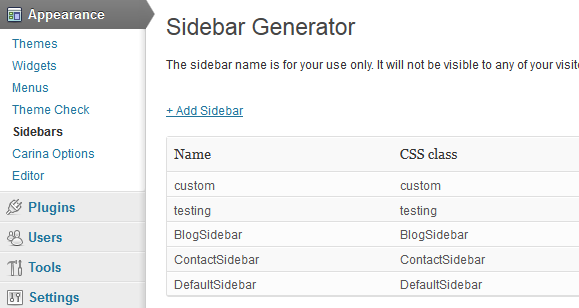 Appearance
Themes
Widgets
Menus
Theme Check
Sidebars
Carina Options
Editor
Plugins
Users
Tools
Settings
Sidebar Generator
The sidebar name is for your use only. It will not be visible to any of your
+ Add Sidebar
Name CSS class
custom custom
testing testing
BlogSidebar BlogSidebar
ContactSidebar ContactSidebar
DefaultSidebar DefaultSidebar